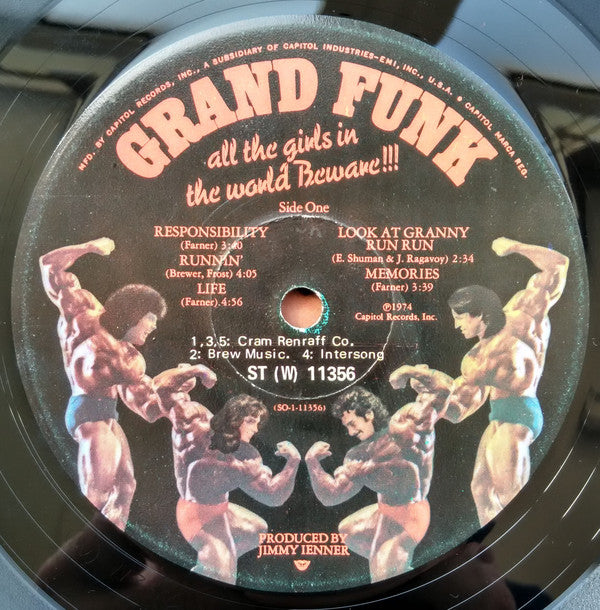 MFD. BY CAPITOL RECORDS, INC., A SUBSIDIARY OF CAPITOL INDUSTRIES-EMI, INC., U.S.A. • CAPITOL MARCA REG.
GRAND FUNK
all the girls in
the world Beware!!!
Side One
RESPONSIBILITY
(Farner) 3:40
RUNNIN'
(Brewer, Frost) 4:05
LIFE
(Farner).4:56
LOOK AT GRANNY
RUN RUN
(E. Shuman & J. Ragavoy) 2:34
MEMORIES
(Farner) 3:39
℗1974
Capitol Records, Inc.
1,3,5: Cram Renraff Co.
2: Brew Music. 4: Intersong
ST (W) 11356
(SO-1-11356)
PRODUCED BY
JIMMY IENNER